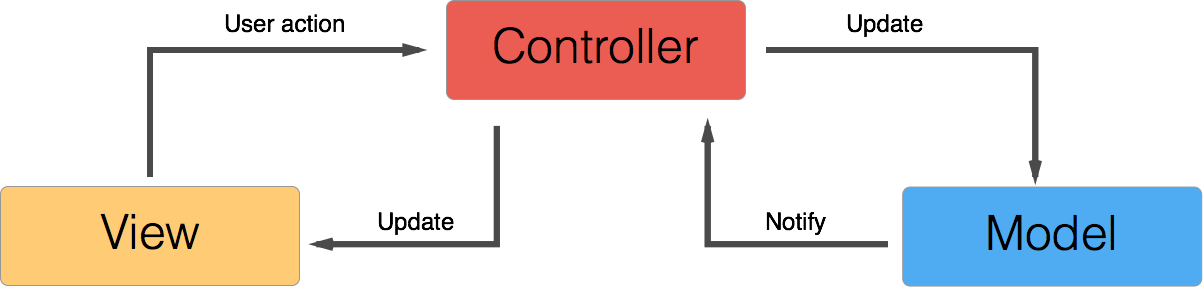 User action
Controller
Update
View
Update
Notify
Model